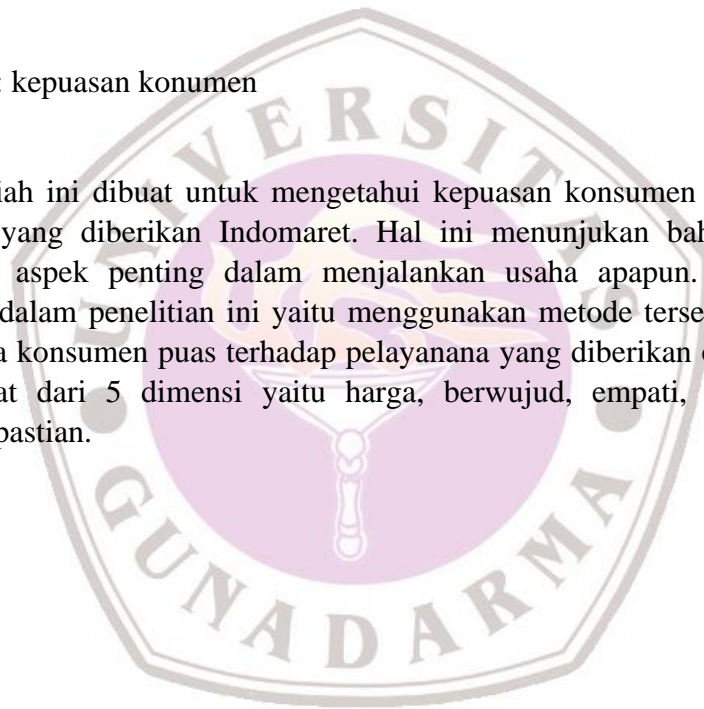 : kepuasan konumen
iah ini dibuat untuk mengetahui kepuasan konsumen
yang diberikan Indomaret. Hal ini menunjukan bah
aspek penting dalam menjalankan usaha apapun.
dalam penelitian ini yaitu menggunakan metode terse
a konsumen puas terhadap pelayanana yang diberikan
at dari 5 dimensi yaitu harga, berwujud, empati,
pastian.
UNIVERSITAS
GUNADARMA